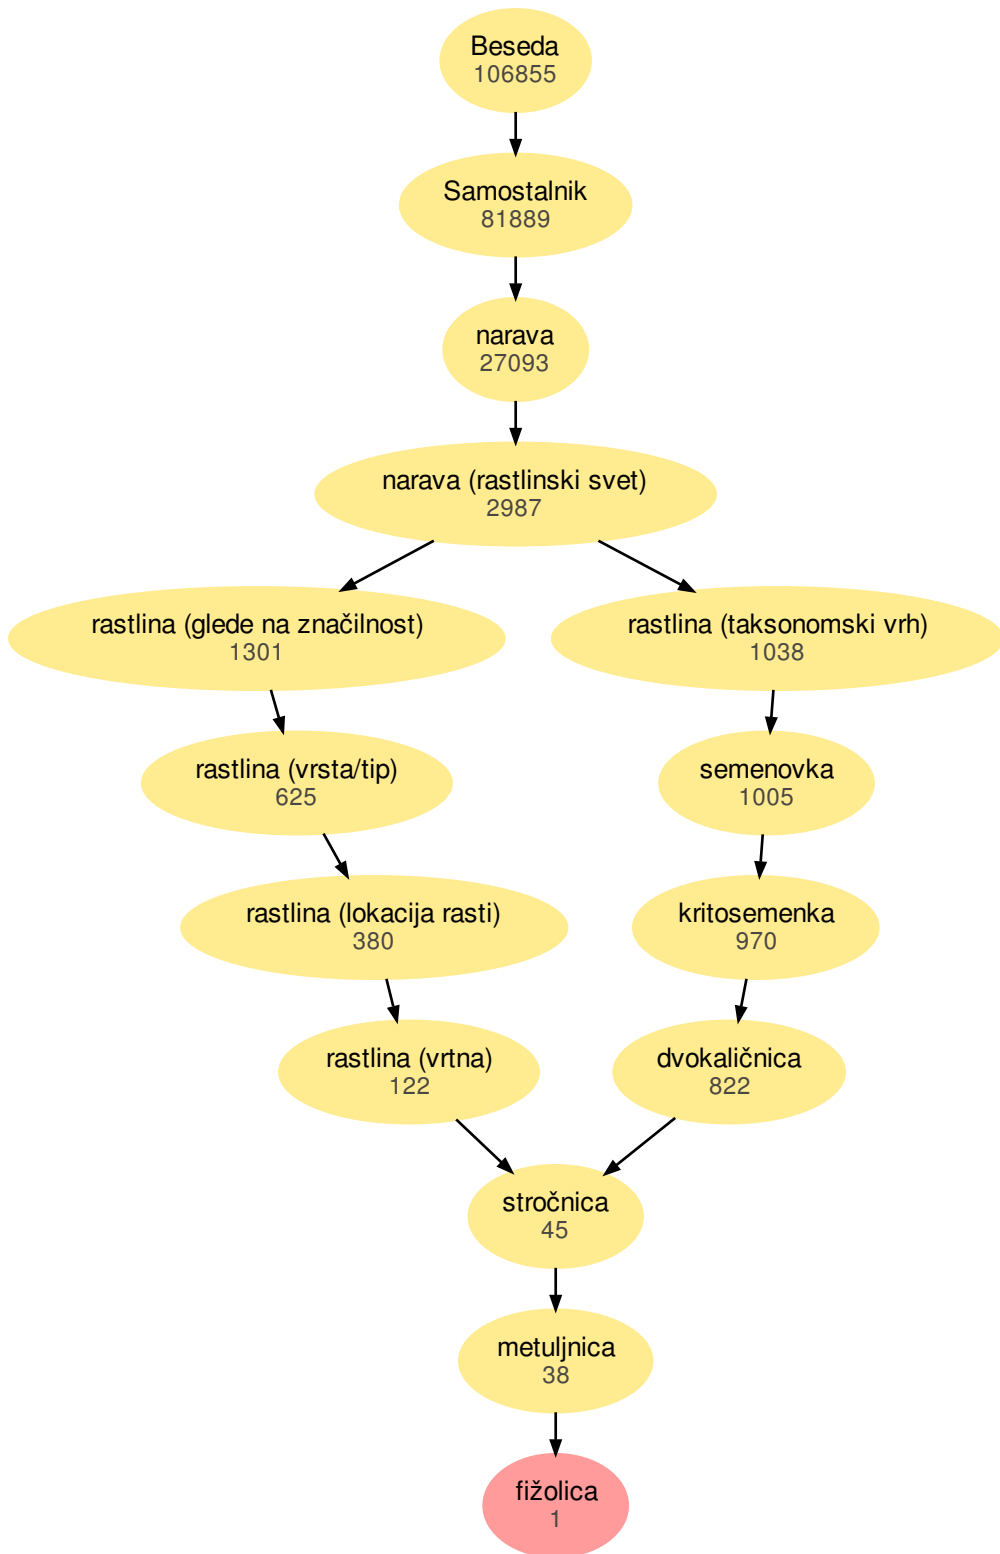 Beseda
106855
Samostalnik
81889
narava
27093
narava (rastlinski svet)
2987
rastlina (glede na značilnost)
1301
rastlina (taksonomski vrh)
1038
rastlina (vrsta/tip)
625
semenovka
1005
rastlina (lokacija rasti)
380
kritosemenka
970
rastlina (vrtna)
122
dvokaličnica
822
stročnica
45
metuljnica
38
fižolica
1